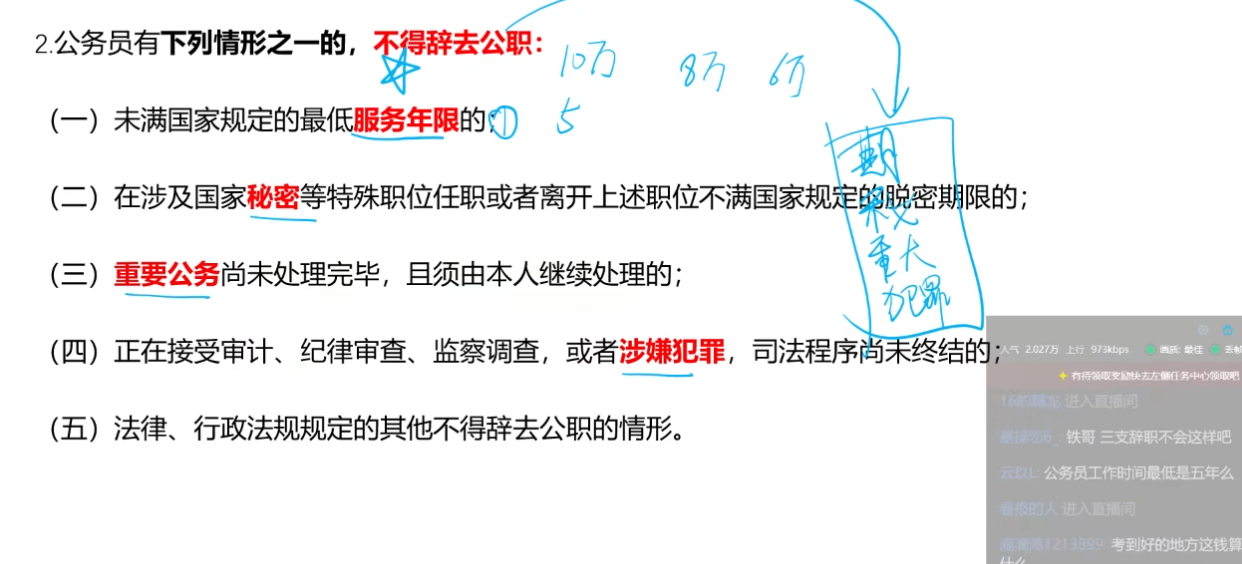 2.公务员有下列情形之一的，不得辞去公职：
10万 8万 6万
（一）未满国家规定的最低服务年限的；① 5
（二）在涉及国家秘密等特殊职位任职或者离开上述职位不满国家规定的脱密期限的；
期
秘
重大
犯罪
（三）重要公务尚未处理完毕，且须由本人继续处理的；
（四）正在接受审计、纪律审查、监察调查，或者涉嫌犯罪，司法程序尚未终结的；
（五）法律、行政法规规定的其他不得辞去公职的情形。
人气 2.027万 上行 973kbps 画质: 最佳 丢帧
有待领取奖励快去左侧任务中心领取吧
进入直播间
铁哥 三支辞职不会这样吧
公务员工作时间最低是五年么
看报的人 进入直播间
考到好的地方这钱算
什么